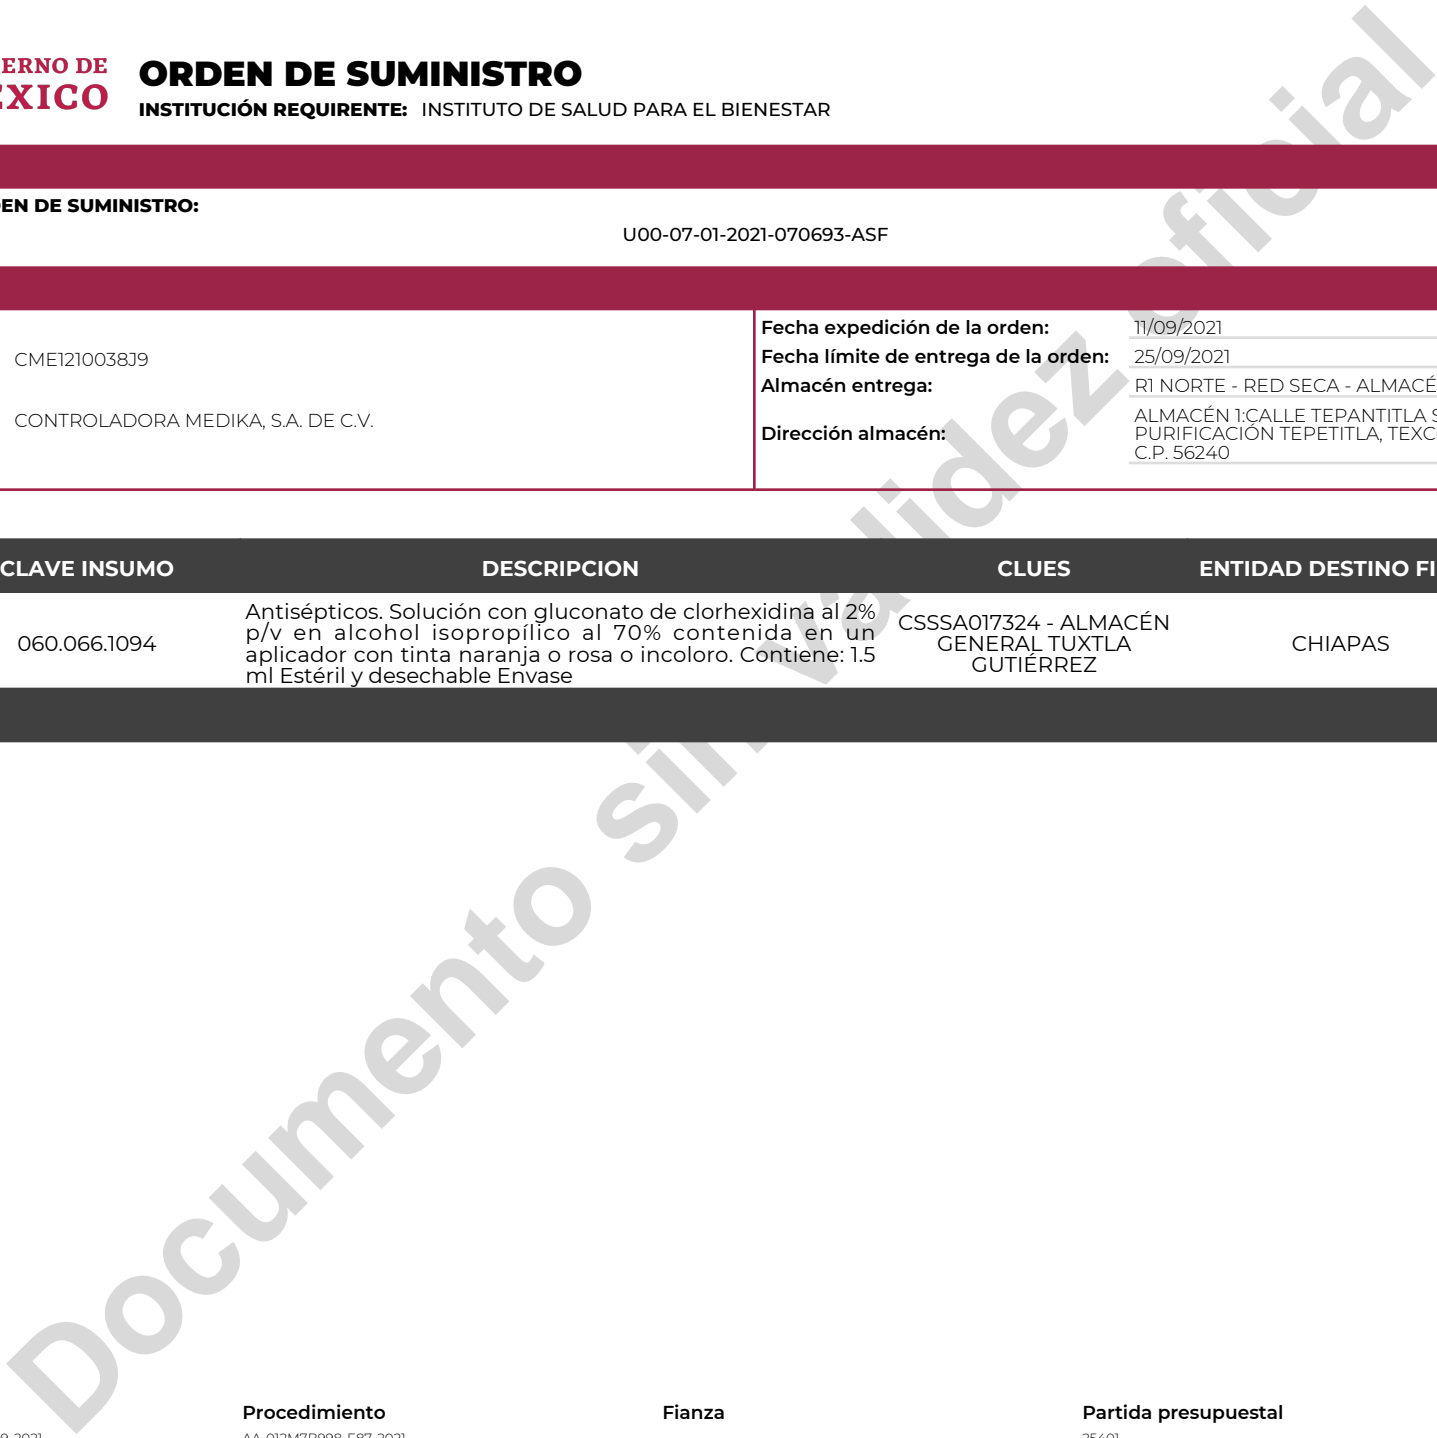 ERNO DE
EXICO
ORDEN DE SUMINISTRO
INSTITUCIÓN REQUIRENTE: INSTITUTO DE SALUD PARA EL BIENESTAR
EN DE SUMINISTRO:
U00-07-01-2021-070693-ASF
CME1210038J9
CONTROLADORA MEDIKA, S.A. DE C.V.
Fecha expedición de la orden: 11/09/2021
Fecha límite de entrega de la orden: 25/09/2021
Almacén entrega: R1 NORTE - RED SECA - ALMACÉ
Dirección almacén:
ALMACÉN 1:CALLE TEPANTITLA S
PURIFICACIÓN TEPETITLA, TEXC
C.P. 56240
CLAVE INSUMO DESCRIPCION CLUES ENTIDAD DESTINO FI
060.066.1094
Antisépticos. Solución con gluconato de clorhexidina al 2%
p/v en alcohol isopropílico al 70% contenida en un
aplicador con tinta naranja o rosa o incoloro. Contiene: 1.5
ml Estéril y desechable Envase
CSSSA017324 - ALMACÉN
GENERAL TUXTLA
GUTIÉRREZ
CHIAPAS
Documento sin validez oficial
Procedimiento Fianza Partida presupuestal